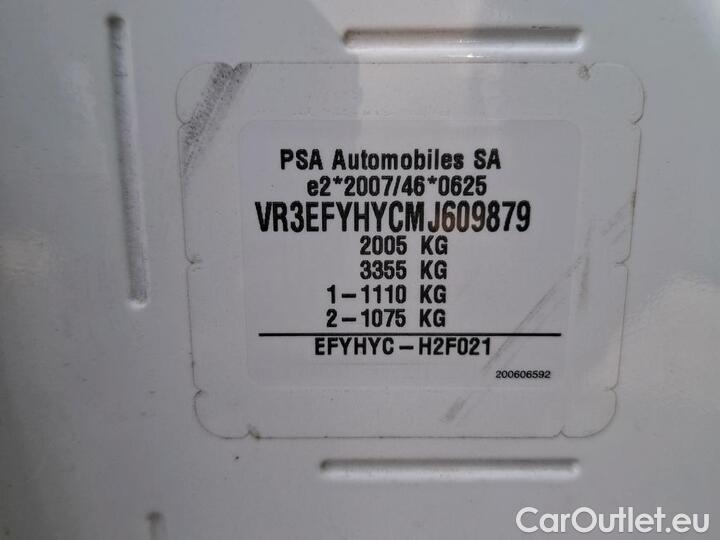 PSA Automobiles SA
e2*2007/46*0625
VR3EFYHYCMJ609879
2005 KG
3355 KG
1-1110 KG
2-1075 KG
EFYHYC-H2F021
200606592
CarOutlet.eu